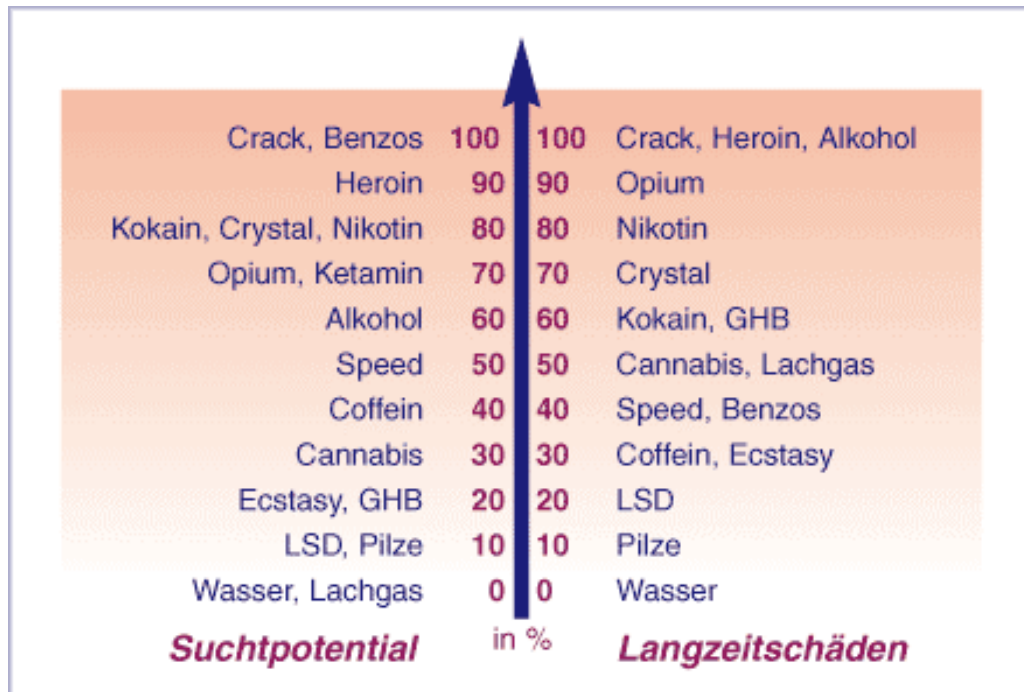 Crack, Benzos 100 100 Crack, Heroin, Alkohol
Heroin 90 90 Opium
Kokain, Crystal, Nikotin 80 80 Nikotin
Opium, Ketamin 70 70 Crystal
Alkohol 60 60 Kokain, GHB
Speed 50 50 Cannabis, Lachgas
Coffein 40 40 Speed, Benzos
Cannabis 30 30 Coffein, Ecstasy
Ecstasy, GHB 20 20 LSD
LSD, Pilze 10 10 Pilze
Wasser, Lachgas 0 0 Wasser
Suchtpotential in % Langzeitschäden